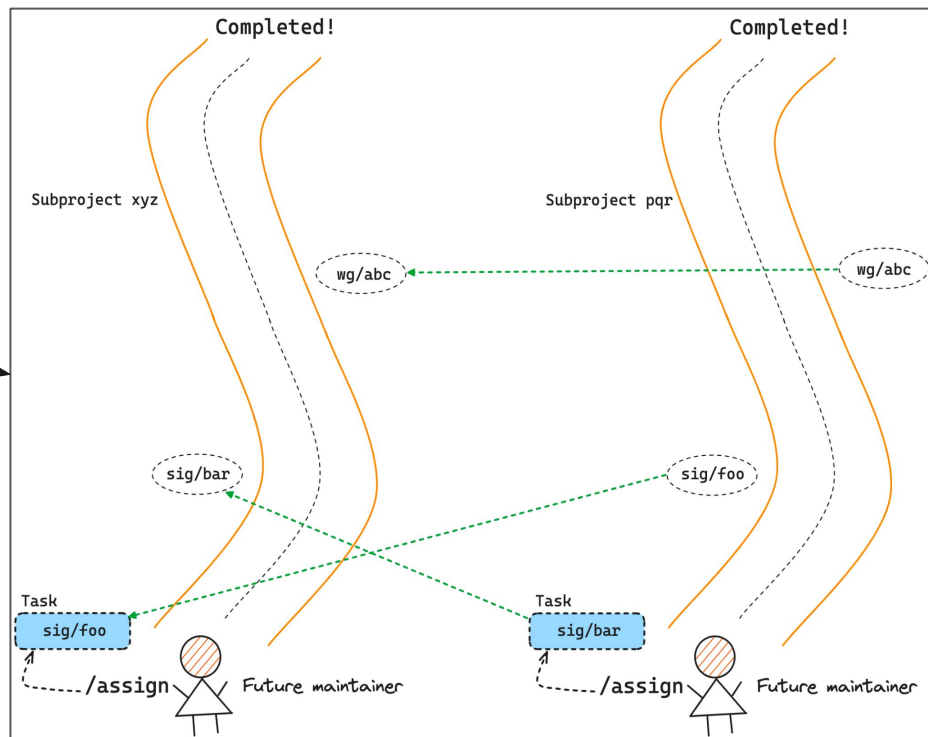 Completed!
Completed!
Subproject xyz
Subproject pqr
wg/abc
wg/abc
sig/bar
sig/foo
Task
Task
sig/foo
sig/bar
/assign
Future maintainer
/assign
Future maintainer